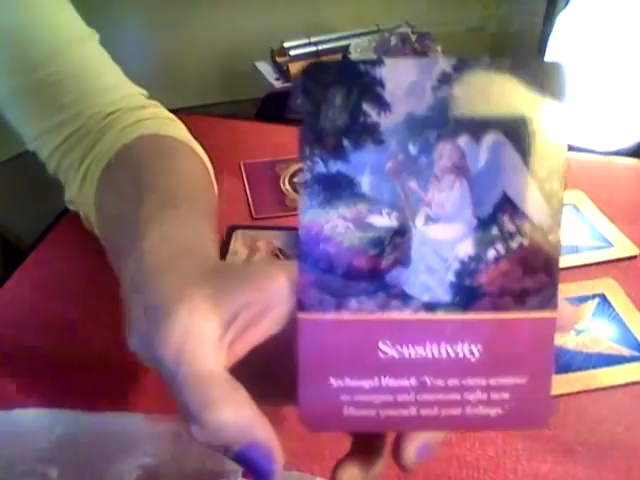 Sensitivity
Archangel Haniel: "You are extra-sensitive
to energies and emotions right now.
Honor yourself and your feelings."